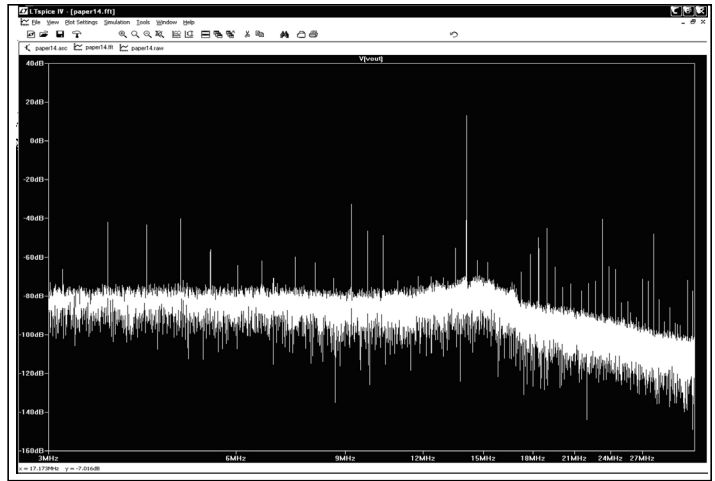 LTspice IV - [paper14.fft]
File View Plot Settings Simulation Tools Window Help
paper14.asc paper14.fft paper14.raw
V(vout)
40dB
20dB
0dB
-20dB
-40dB
-60dB
-80dB
-100dB
-120dB
-140dB
-160dB
3MHz 6MHz 9MHz 12MHz 15MHz 18MHz 21MHz 24MHz 27MHz
x = 17.173MHz y = -7.016dB